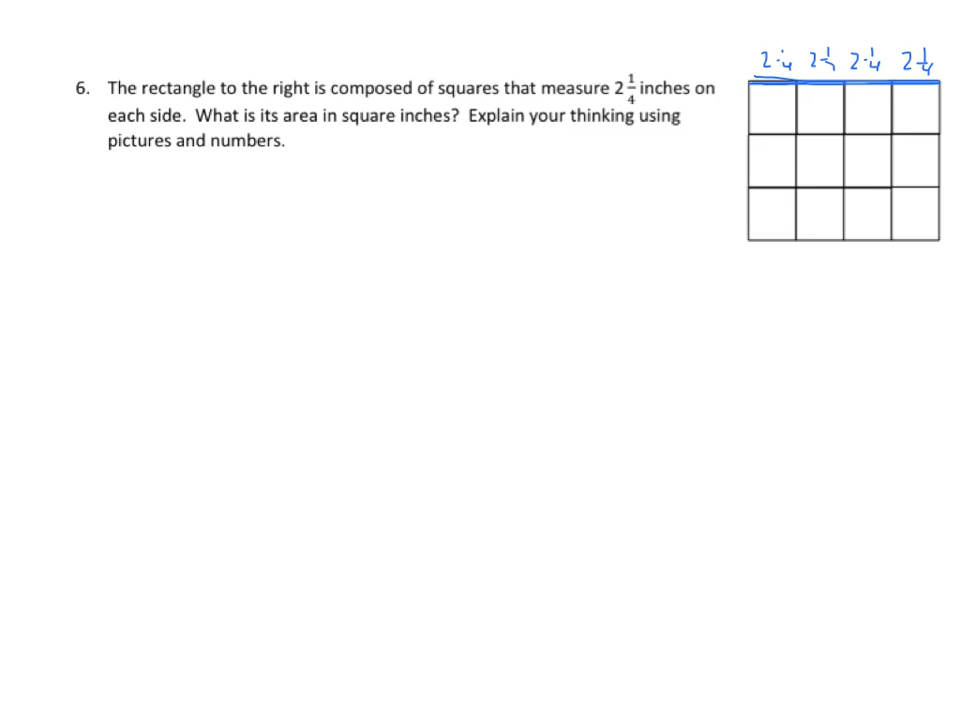 2 1/4 2 1/4 2 1/4 2 1/4
6. The rectangle to the right is composed of squares that measure 2 1/4 inches on
each side. What is its area in square inches? Explain your thinking using
pictures and numbers.